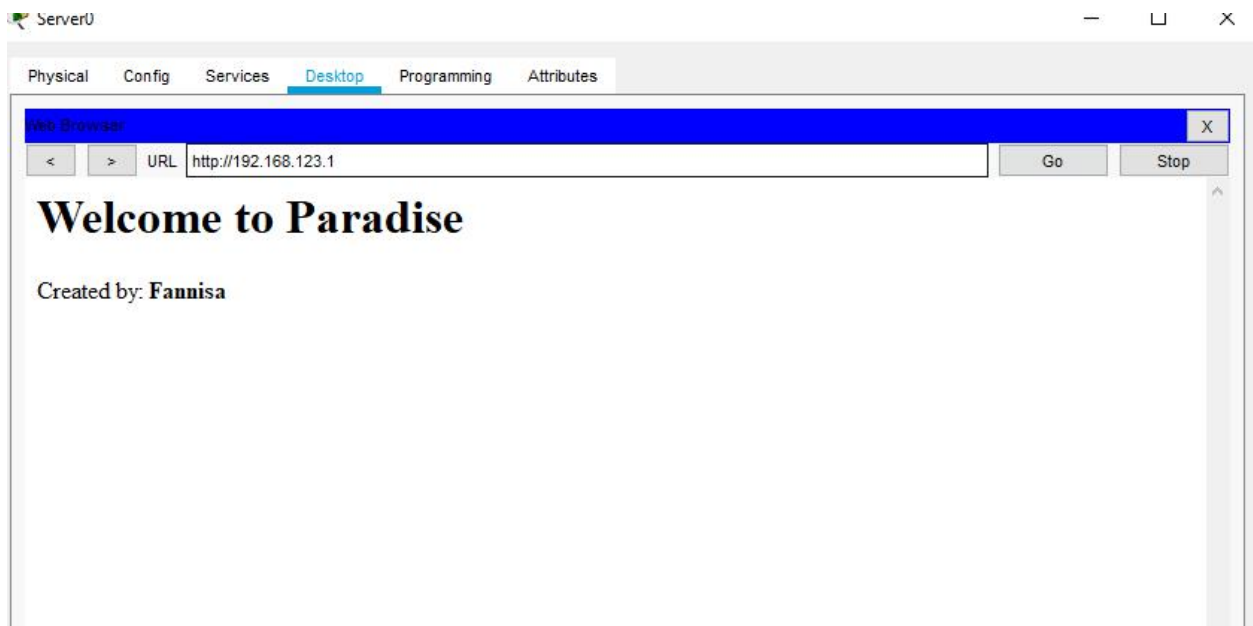 Server0
Physical Config Services Desktop Programming Attributes
Web Browser X
< > URL http://192.168.123.1 Go Stop
Welcome to Paradise
Created by: Fannisa